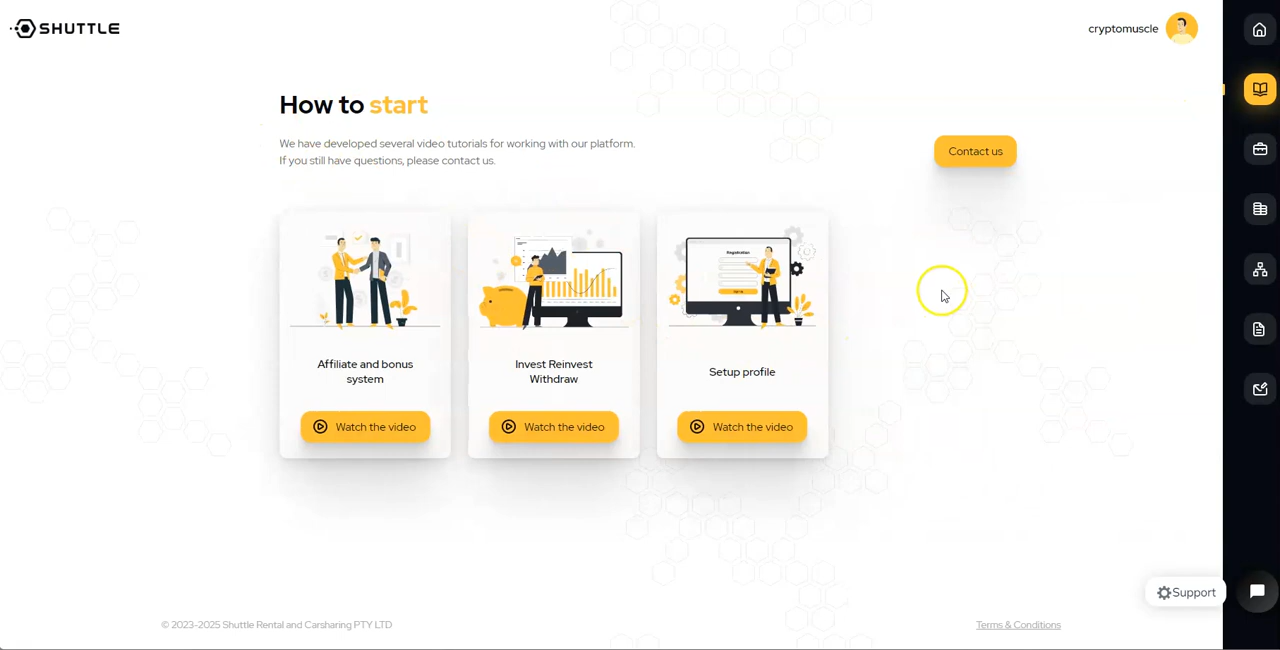 SHUTTLE
cryptomuscle
How to start
We have developed several video tutorials for working with our platform.
If you still have questions, please contact us.
Contact us
Registration
Affiliate and bonus
system
Watch the video
Invest Reinvest
Withdraw
Watch the video
Setup profile
Watch the video
Support
© 2023-2025 Shuttle Rental and Carsharing PTY LTD
Terms & Conditions